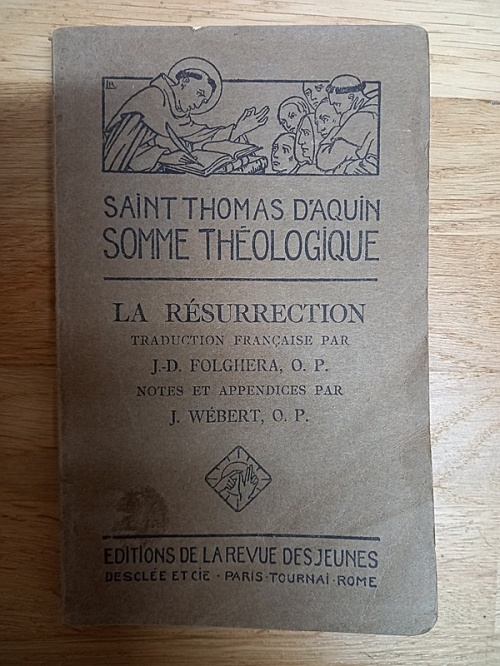 SAINT THOMAS D'AQUIN
SOMME THÉOLOGIQUE
LA RÉSURRECTION
TRADUCTION FRANÇAISE PAR
J.-D. FOLGHERA, O. P.
NOTES ET APPENDICES PAR
J. WÉBERT, O. P.
EDITIONS DE LA REVUE DES JEUNES
DESCLÉE ET CIE · PARIS · TOURNAI · ROME